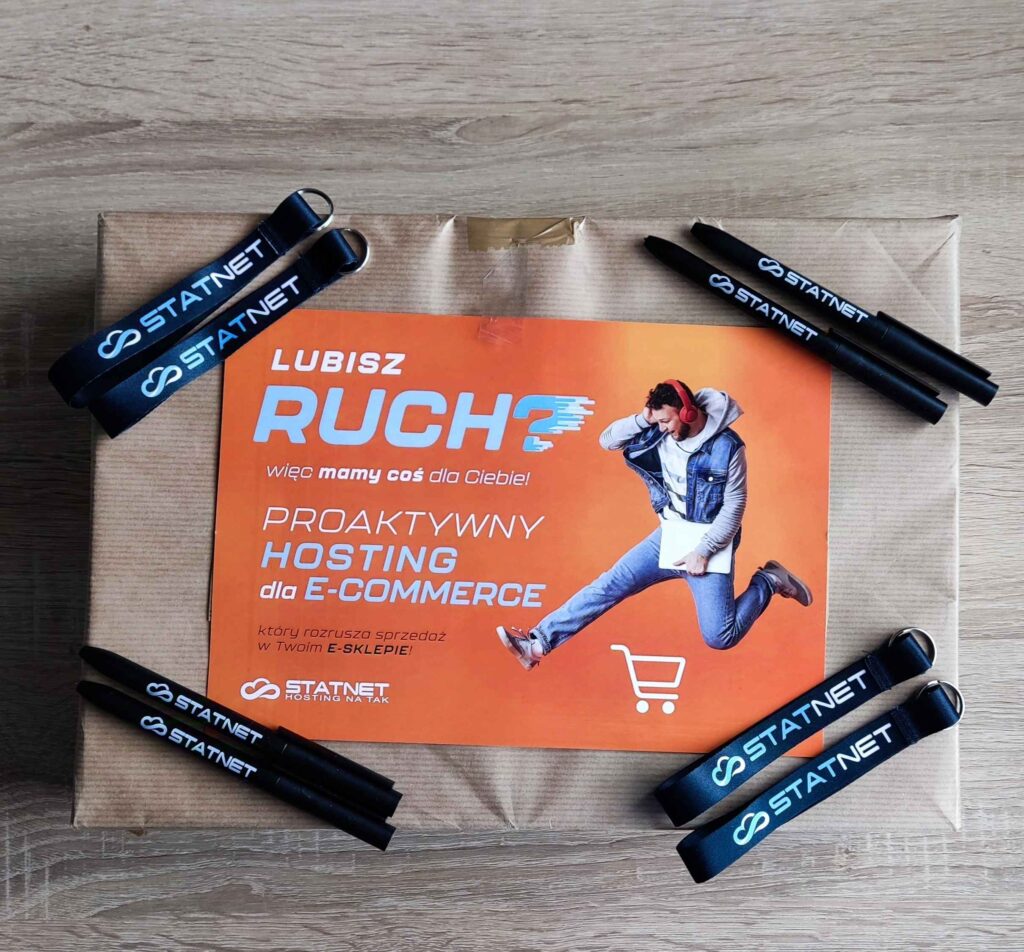 STATNET
STATNET
STATNET
STATNET
LUBISZ
RUCH?
więc mamy coś dla Ciebie!
PROAKTYWNY
HOSTING
dla E-COMMERCE
który rozrusza sprzedaż
w Twoim E-SKLEPIE!
STATNET
HOSTING NA TAK
STATNET
STATNET
STATNET
STATNET